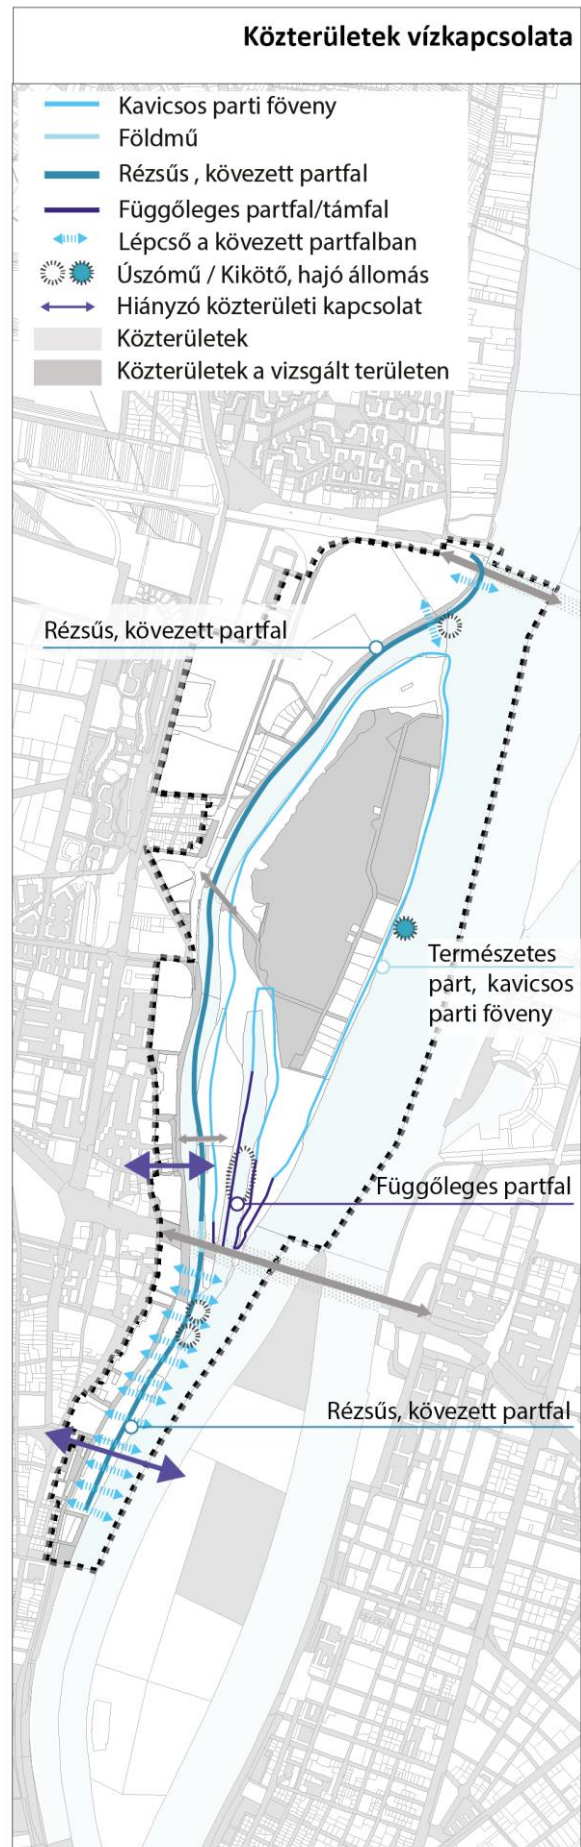 Közterületek vízkapcsolata
Kavicsos parti föveny
Földmű
Rézsűs , kövezett partfal
Függőleges partfal/támfal
Lépcső a kövezett partfalban
Úszómű / Kikötő, hajó állomás
Hiányzó közterületi kapcsolat
Közterületek
Közterületek a vizsgált területen
Rézsűs, kövezett partfal
Természetes
part, kavicsos
parti föveny
Függőleges partfal
Rézsűs, kövezett partfal